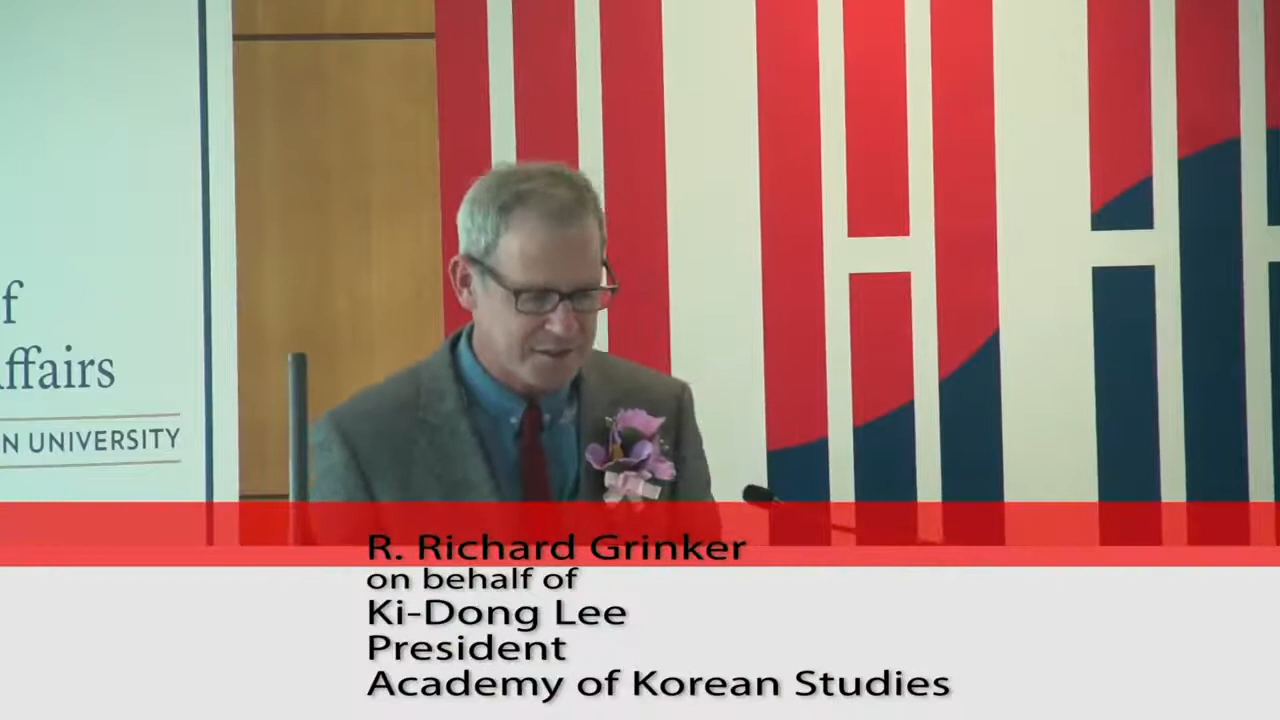 f
ffairs
N UNIVERSITY
R. Richard Grinker
on behalf of
Ki-Dong Lee
President
Academy of Korean Studies